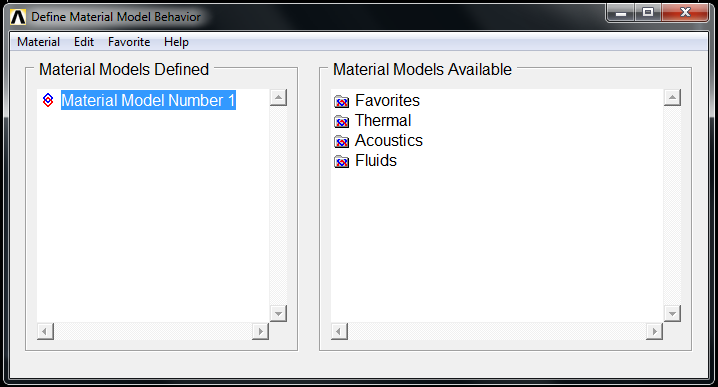 Define Material Model Behavior
Material Edit Favorite Help
Material Models Defined
Material Model Number 1
Material Models Available
Favorites
Thermal
Acoustics
Fluids